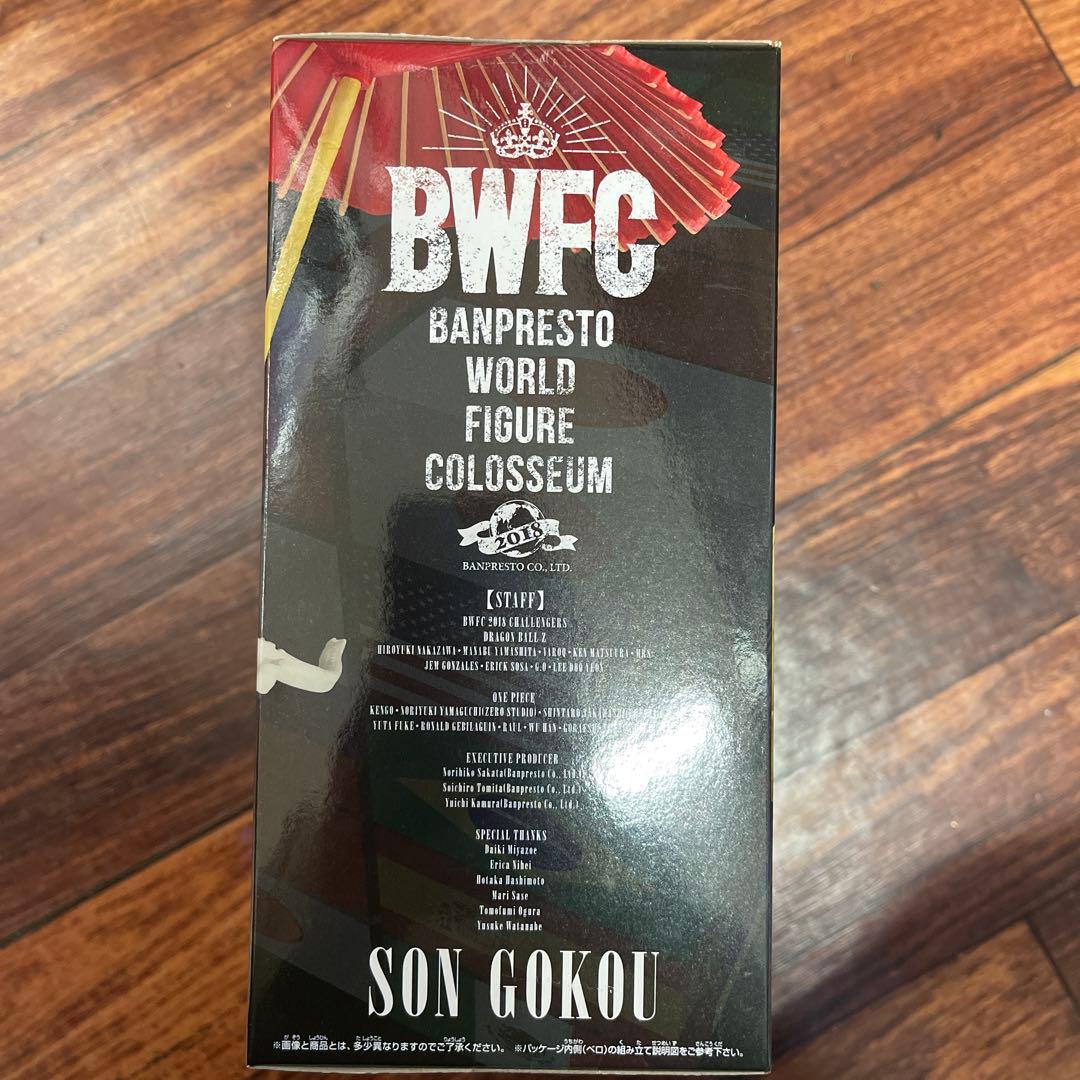 BWFC
BANPRESTO
WORLD
FIGURE
COLOSSEUM
2018
BANPRESTO CO., LTD.
【STAFF】
BWFC 2018 CHALLENGERS
DRAGON BALL Z
HIROYUKI NAKAZAWA・MANABU YAMASHITA・VAROQ・KEN MATSUURA・MRS.
JEM GONZALES・ERICK SOSA・G.O・LEE DOO YEON
ONE PIECE
KENGO・NORIYUKI YAMAGUCHI(ZERO STUDIO)・SHINTARO TAKAHASHI
YUTA FUKE・RONALD GEBILAGUIN・RAUL・WU HAN
EXECUTIVE PRODUCER
Norihiko Sakata(Banpresto Co., Ltd.)
Soichiro Tomita(Banpresto Co., Ltd.)
Yuichi Kamura(Banpresto Co., Ltd.)
SPECIAL THANKS
Daiki Miyazoe
Erica Nihei
Hotaka Hashimoto
Mari Sase
Tomofumi Ogura
Yusuke Watanabe
SON GOKOU
※画像と商品とは、多少異なりますのでご了承ください。 ※パッケージ内側(ベロ)の組み立て説明図をご参考下さい。